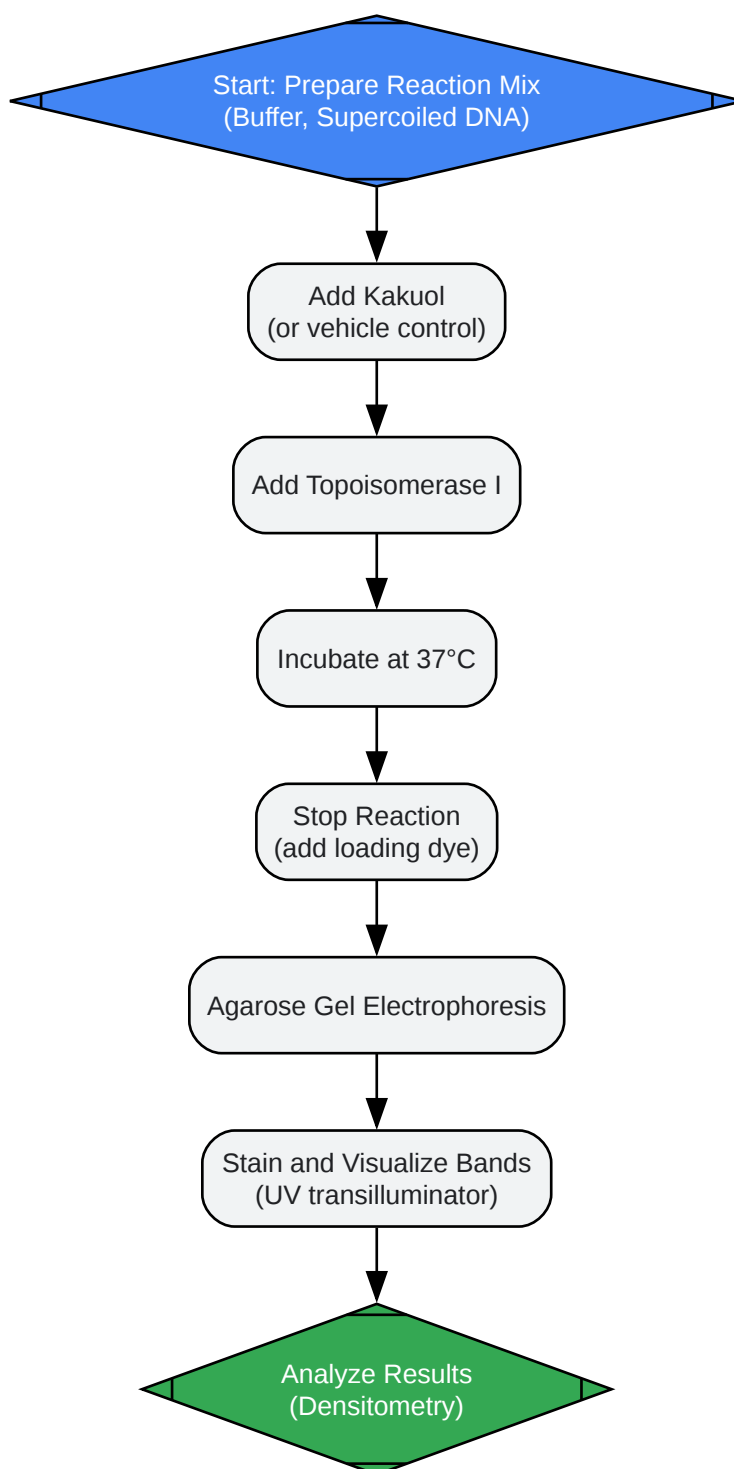 Start: Prepare Reaction Mix
(Buffer, Supercoiled DNA)
Add Kakuol
(or vehicle control)
Add Topoisomerase I
Incubate at 37°C
Stop Reaction
(add loading dye)
Agarose Gel Electrophoresis
Stain and Visualize Bands
(UV transilluminator)
Analyze Results
(Densitometry)